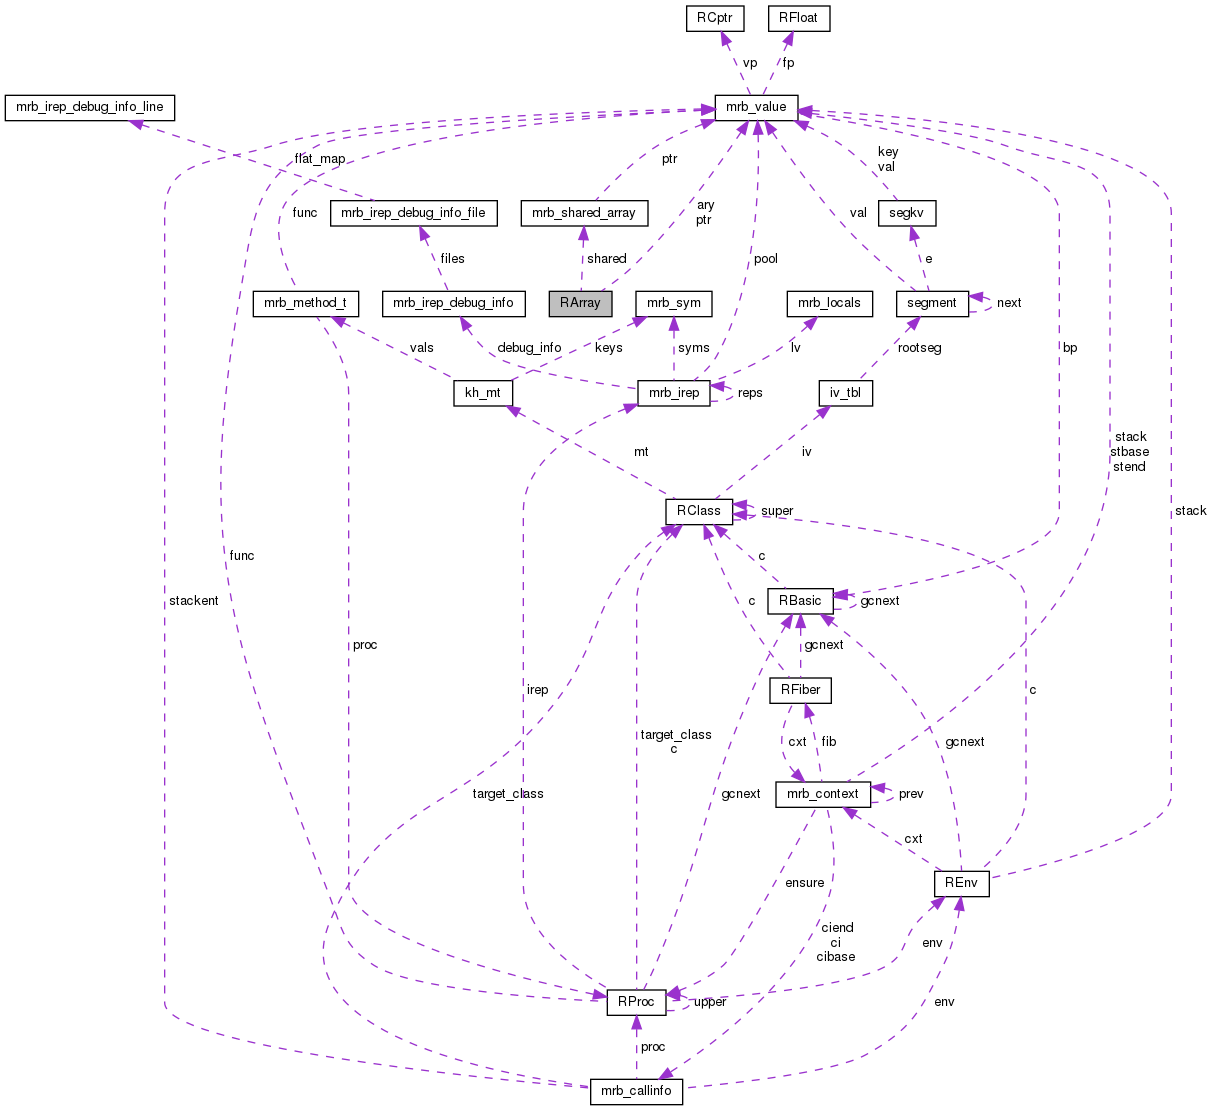 RCptr
RFloat
vp
fp
mrb_irep_debug_info_line
mrb_value
flat_map
ptr
key
val
mrb_irep_debug_info_file
mrb_shared_array
segkv
func
ary
ptr
val
files
shared
pool
e
mrb_method_t
mrb_irep_debug_info
RArray
mrb_sym
mrb_locals
segment
next
vals
debug_info
keys
syms
lv
rootseg
bp
kh_mt
mrb_irep
reps
iv_tbl
mt
iv
stack
stbase
stend
RClass
super
stack
func
c
stackent
RBasic
gcnext
c
proc
gcnext
irep
RFiber
c
target_class
c
cxt
fib
gcnext
target_class
gcnext
mrb_context
prev
cxt
ensure
REnv
ciend
ci
cibase
env
RProc
upper
env
proc
mrb_callinfo